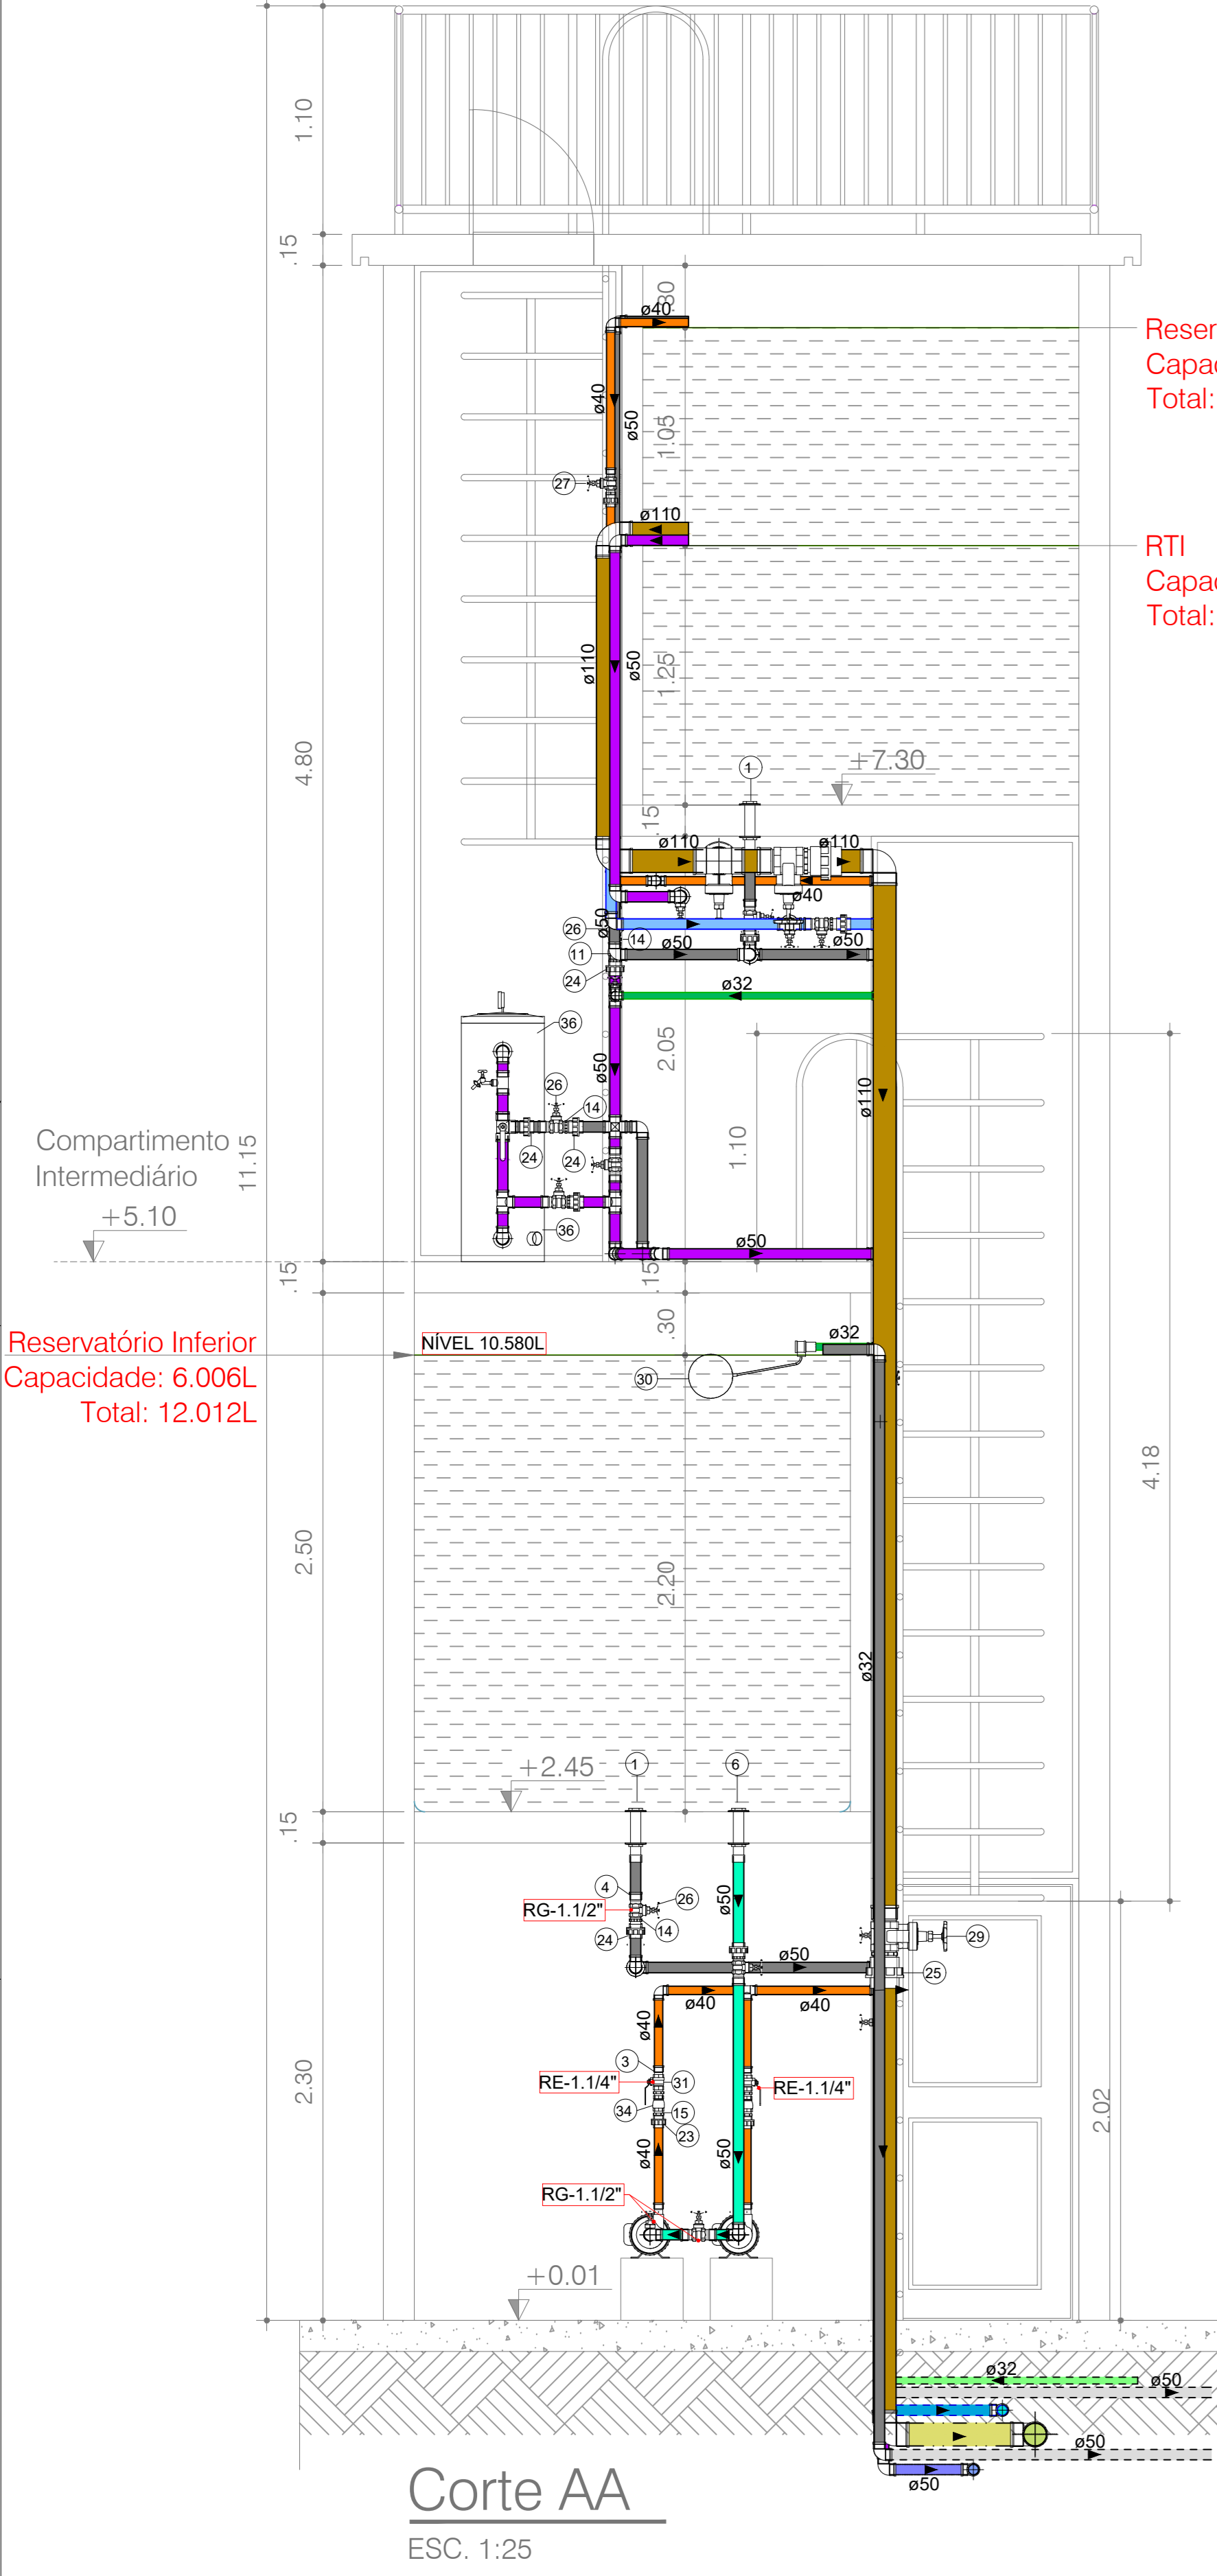 1.10
.15
.30
ø40
Reser
Capac
Total:
ø40
ø50
1.05
27
ø110
RTI
Capac
Total:
ø110
ø50
1.25
4.80
+7.30
1
.15
ø110
ø110
ø40
ø50
26
14
ø50
ø50
11
24
ø32
36
2.05
ø50
26
14
ø110
24
24
1.10
Compartimento
Intermediário
11.15
+5.10
36
ø50
.15
.15
.30
Reservatório Inferior
Capacidade: 6.006L
Total: 12.012L
NÍVEL 10.580L
ø32
30
4.18
2.50
2.20
ø32
+2.45
1
6
.15
4
26
RG-1.1/2"
14
24
ø50
ø50
29
25
ø40
ø40
ø40
3
RE-1.1/4"
31
RE-1.1/4"
34
15
23
2.30
2.02
ø40
ø50
RG-1.1/2"
+0.01
ø32
ø50
ø50
ø50
Corte AA
ESC. 1:25